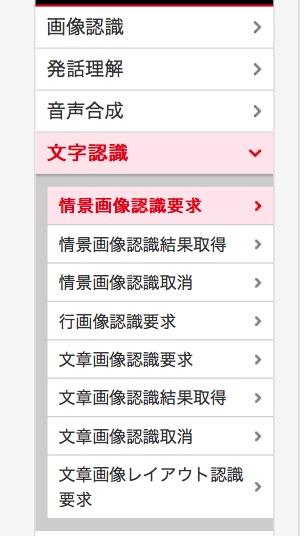 画像認識
発話理解
音声合成
文字認識
情景画像認識要求
情景画像認識結果取得
情景画像認識取消
行画像認識要求
文章画像認識要求
文章画像認識結果取得
文章画像認識取消
文章画像レイアウト認識
要求